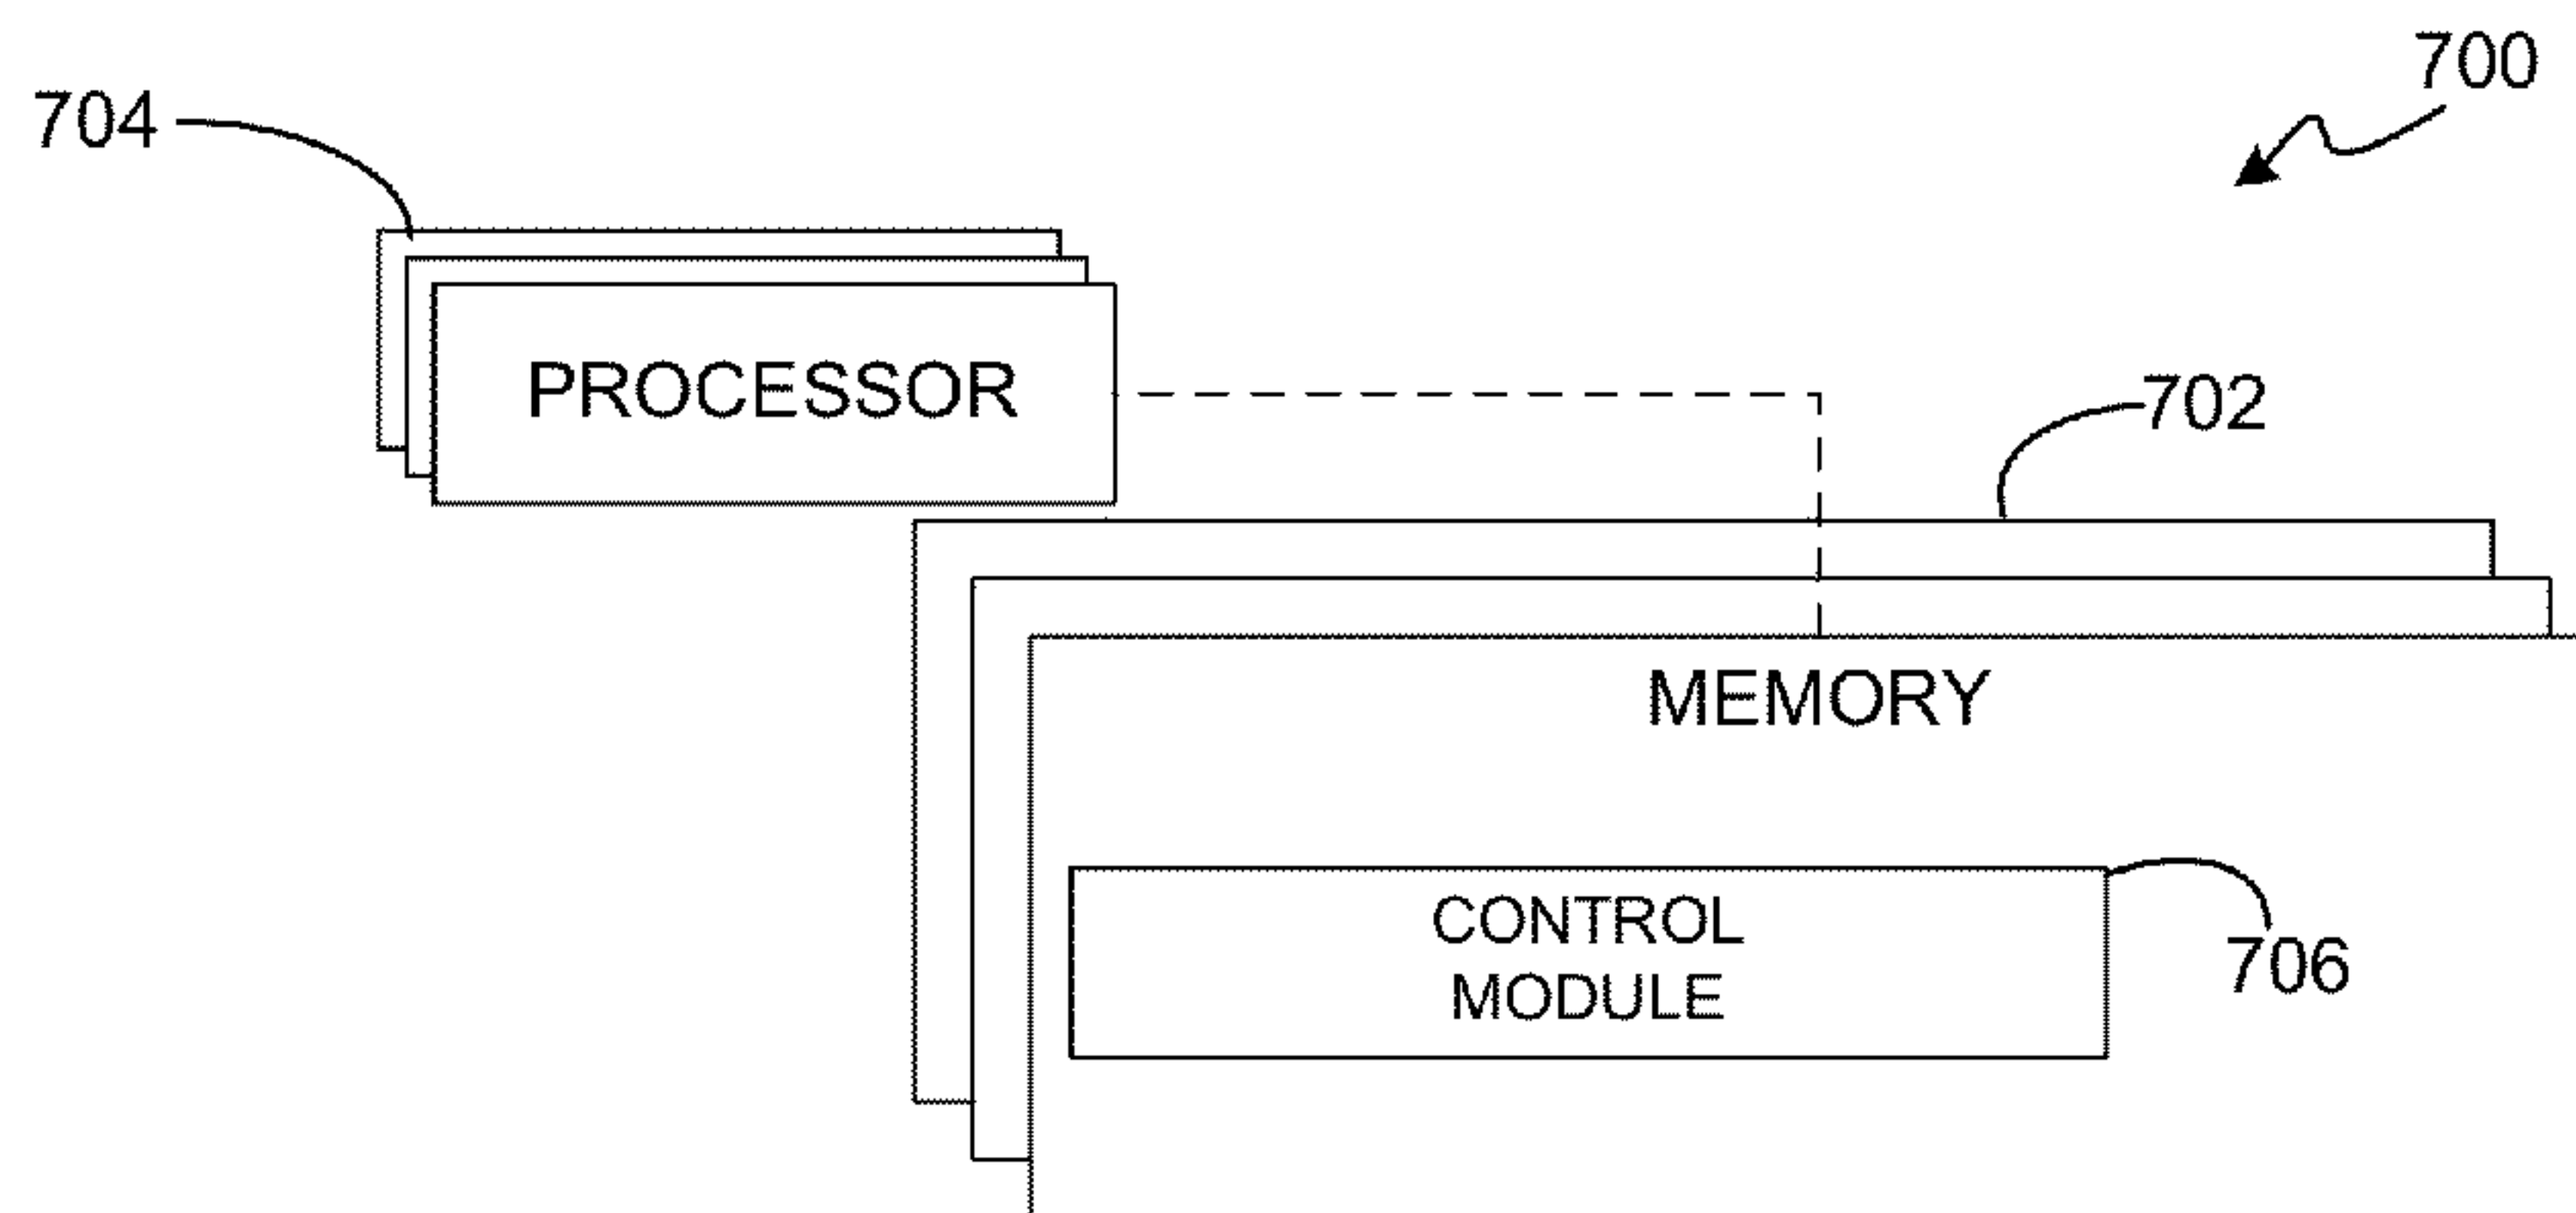 700
704
PROCESSOR
702
MEMORY
CONTROL
MODULE
706